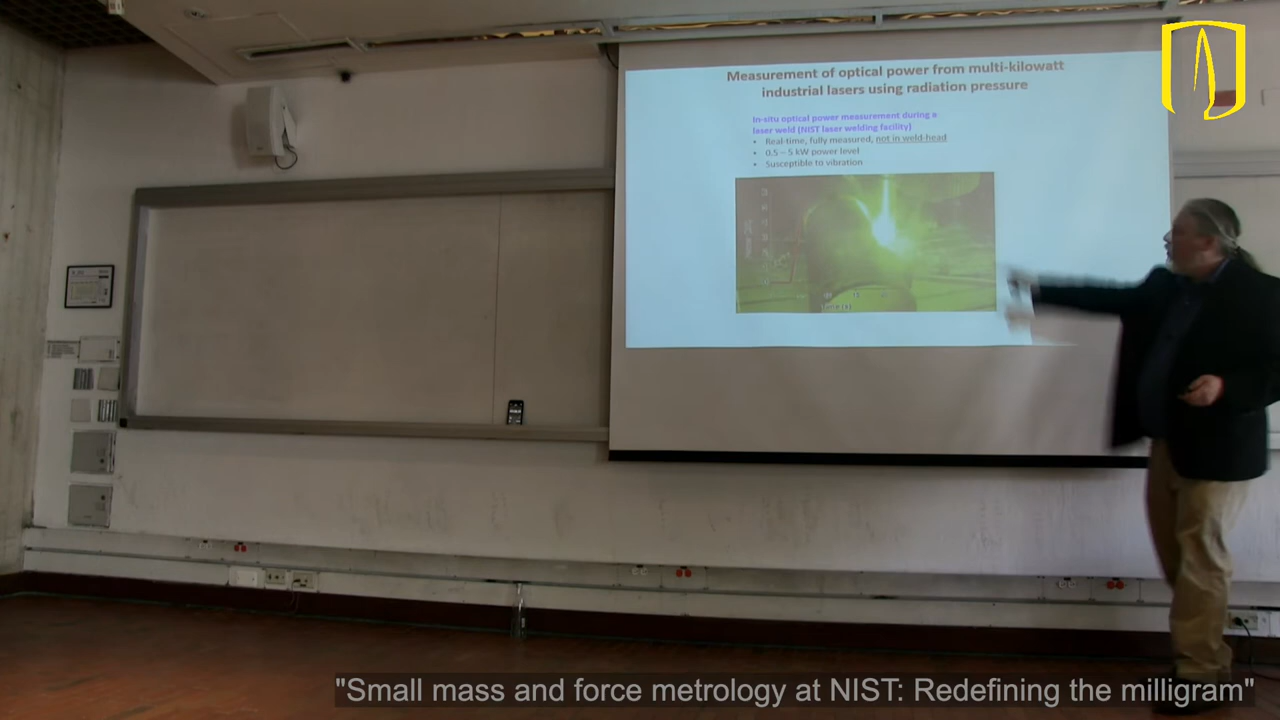 Measurement of optical power from multi-kilowatt
industrial lasers using radiation pressure
In-situ optical power measurement during a
laser weld (NIST laser welding facility)
• Real-time, fully measured, not in weld-head
• 0.5 – 5 kW power level
• Susceptible to vibration
"Small mass and force metrology at NIST: Redefining the milligram"